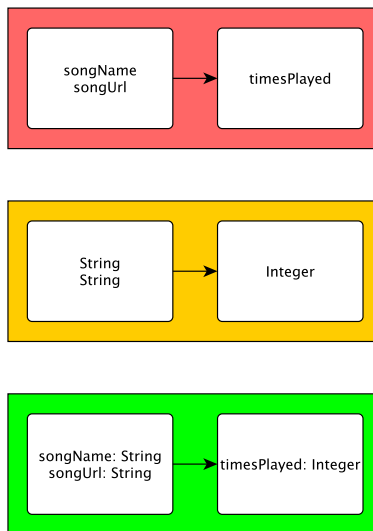 songName
songUrl
timesPlayed
String
String
Integer
songName: String
songUrl: String
timesPlayed: Integer